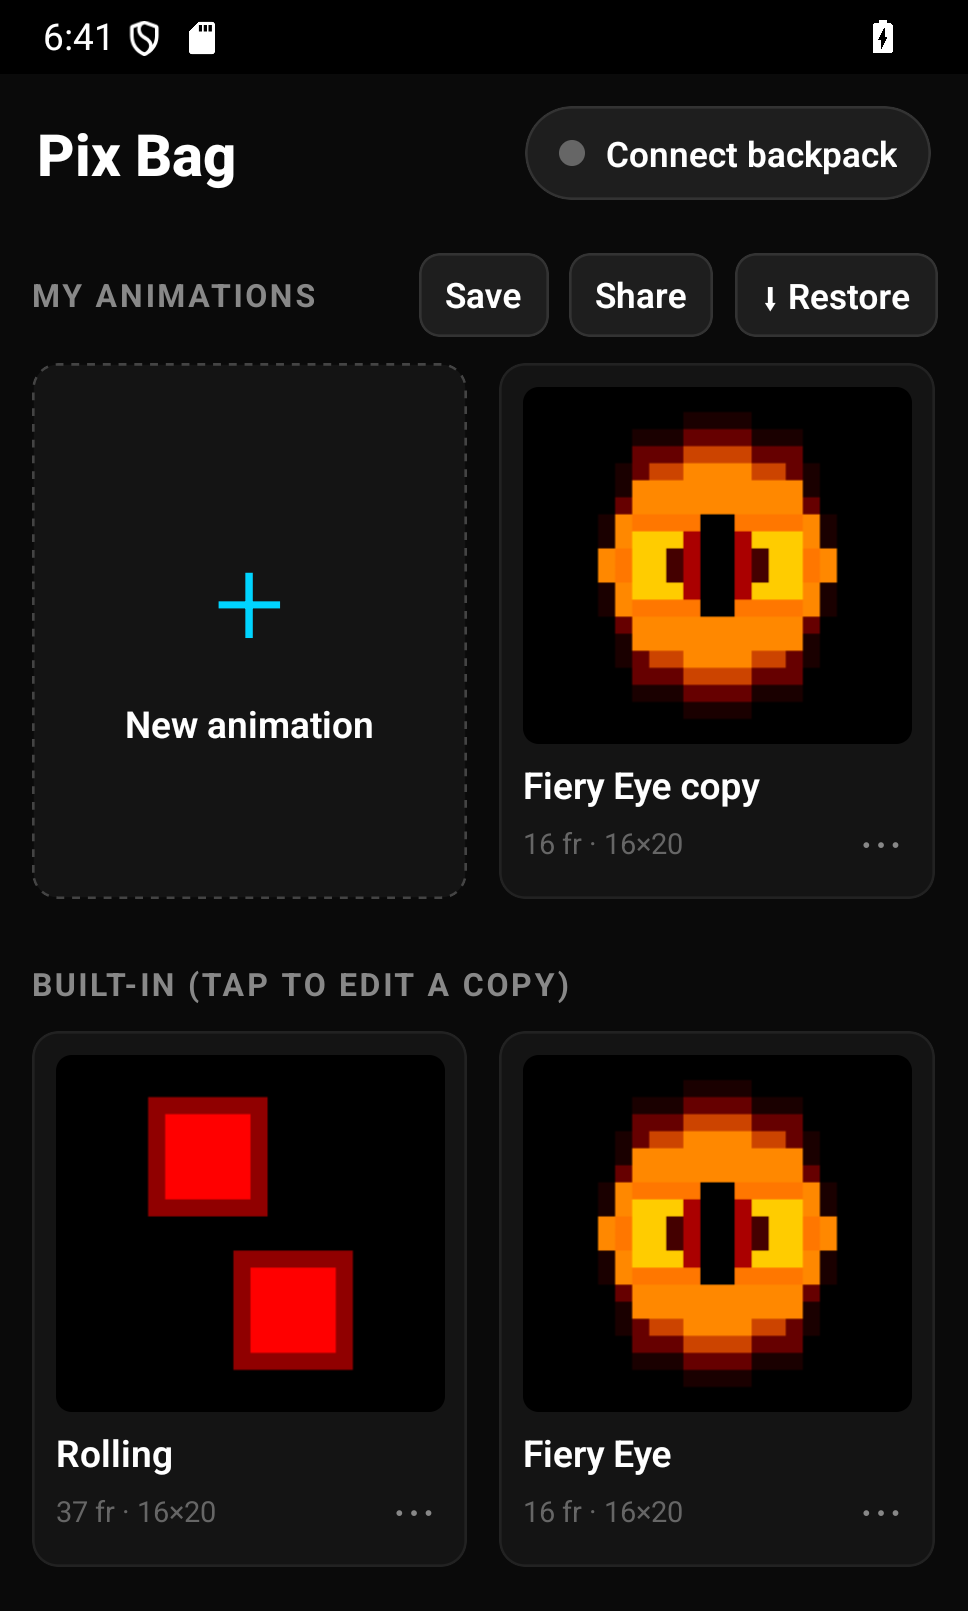 6:41
Pix Bag
Connect backpack
MY ANIMATIONS
Save
Share
↓ Restore
+
New animation
Fiery Eye copy
16 fr · 16×20
...
BUILT-IN (TAP TO EDIT A COPY)
Rolling
37 fr · 16×20
...
Fiery Eye
16 fr · 16×20
...